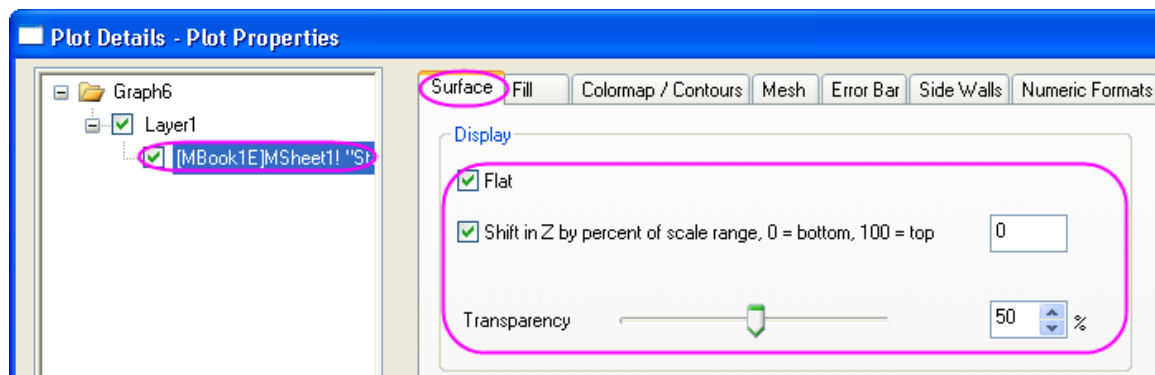 Plot Details - Plot Properties
Graph6
Layer1
[MBook1E]MSheet1! "St
Surface Fill Colormap / Contours Mesh Error Bar Side Walls Numeric Formats
Display
Flat
Shift in Z by percent of scale range, 0 = bottom, 100 = top 0
Transparency 50 %